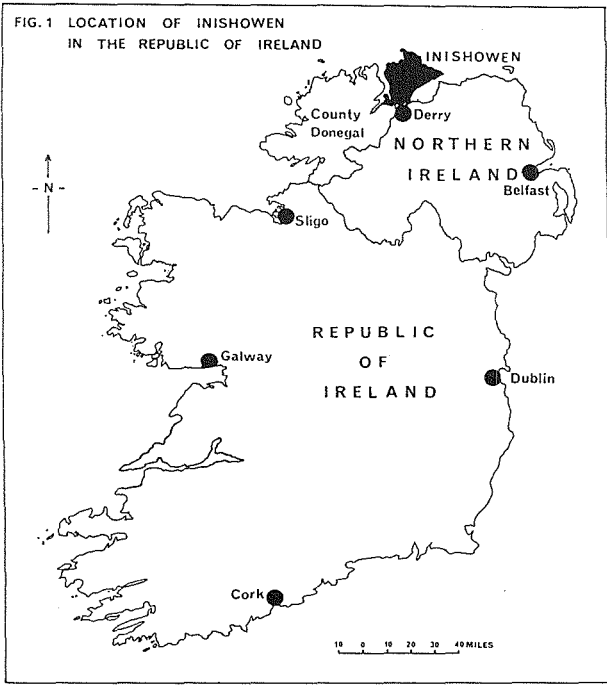 FIG. 1 LOCATION OF INISHOWEN
IN THE REPUBLIC OF IRELAND
INISHOWEN
County
Donegal
Derry
NORTHERN
IRELAND
Belfast
- N -
Sligo
REPUBLIC
OF
IRELAND
Galway
Dublin
Cork
10 0 10 20 30 40 MILES